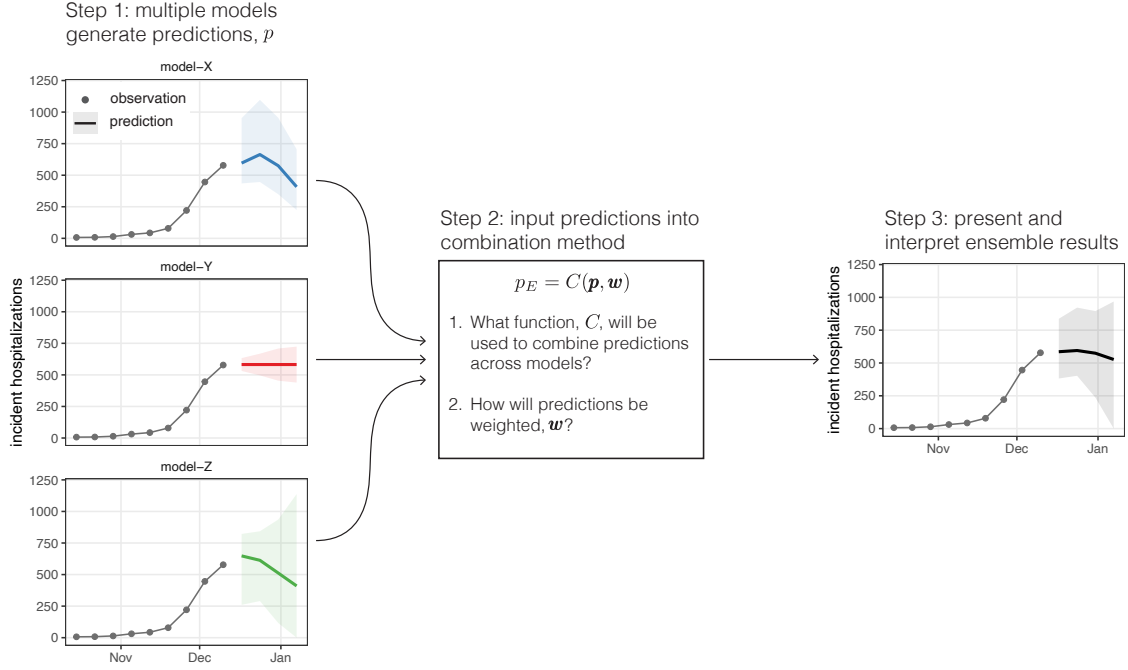 Step 1: multiple models
generate predictions, p
model−X
1250
1000
750
500
250
0
observation
prediction
model−Y
1250
1000
750
500
250
0
incident hospitalizations
model−Z
1250
1000
750
500
250
0
Nov
Dec
Jan
Step 2: input predictions into
combination method
p_E = C(p, w)
1. What function, C, will be
used to combine predictions
across models?
2. How will predictions be
weighted, w?
Step 3: present and
interpret ensemble results
1250
1000
750
500
250
0
incident hospitalizations
Nov
Dec
Jan